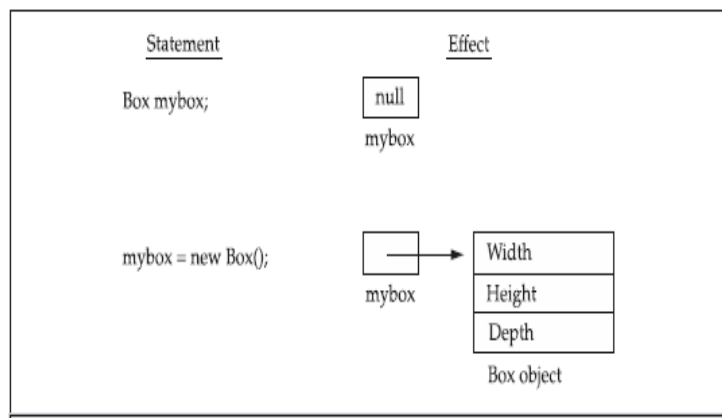 Statement Effect
Box mybox; null
mybox
mybox = new Box(); Width
mybox Height
Depth
Box object